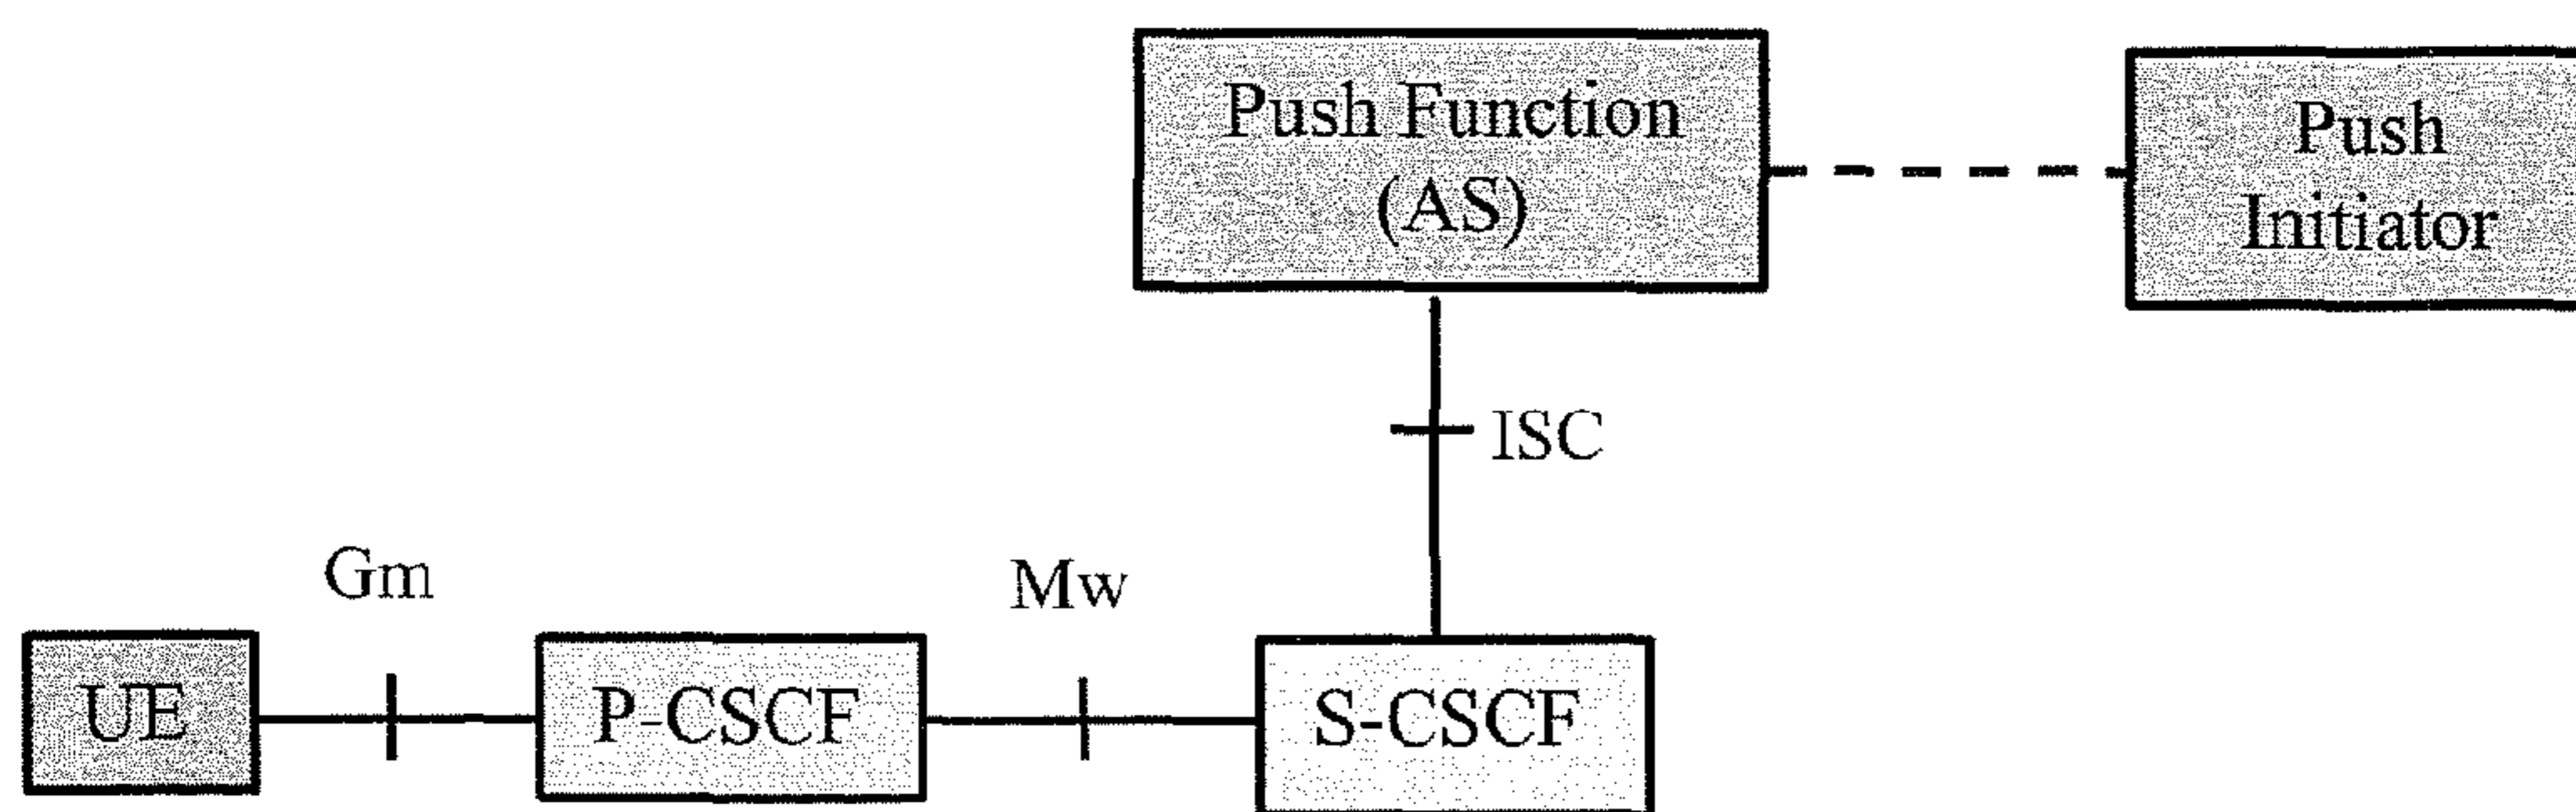 Push Function
(AS)
Push
Initiator
ISC
Gm
Mw
UE
P-CSCF
S-CSCF